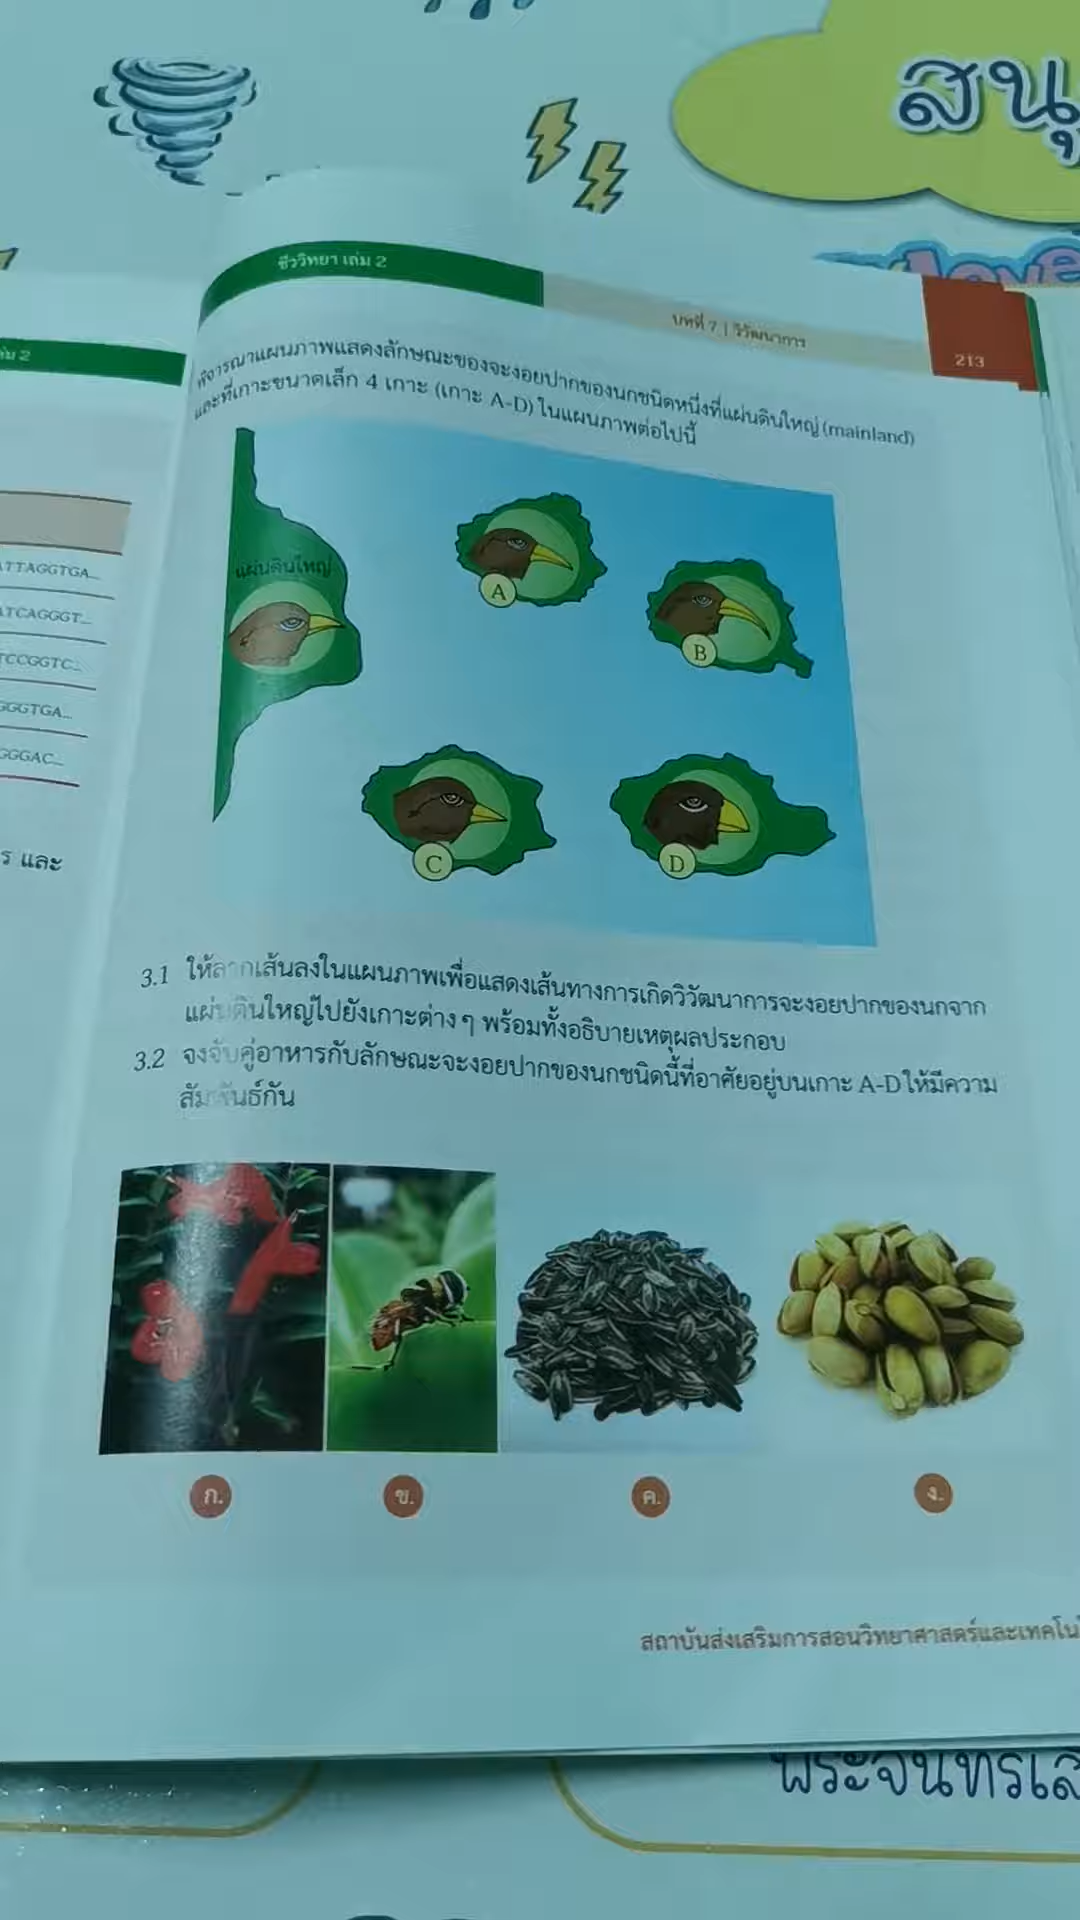 สนุ
Love
ชีววิทยา เล่ม 2
บทที่ 7 | วิวัฒนาการ
213
ล่ม 2
พิจารณาแผนภาพแสดงลักษณะของจะงอยปากของนกชนิดหนึ่งที่แผ่นดินใหญ่ (mainland)
และที่เกาะขนาดเล็ก 4 เกาะ (เกาะ A-D) ในแผนภาพต่อไปนี้
ATTAGGTGA...
ATCAGGGT...
TCCGGTC...
GGGTGA...
GGGAC...
ร และ
แผ่นดินใหญ่
A
B
C
D
3.1 ให้ลากเส้นลงในแผนภาพเพื่อแสดงเส้นทางการเกิดวิวัฒนาการจะงอยปากของนกจาก
แผ่นดินใหญ่ไปยังเกาะต่าง ๆ พร้อมทั้งอธิบายเหตุผลประกอบ
3.2 จงจับคู่อาหารกับลักษณะจะงอยปากของนกชนิดนี้ที่อาศัยอยู่บนเกาะ A-D ให้มีความ
สัมพันธ์กัน
ก.
ข.
ค.
ง.
สถาบันส่งเสริมการสอนวิทยาศาสตร์และเทคโน
พระจันทรเส